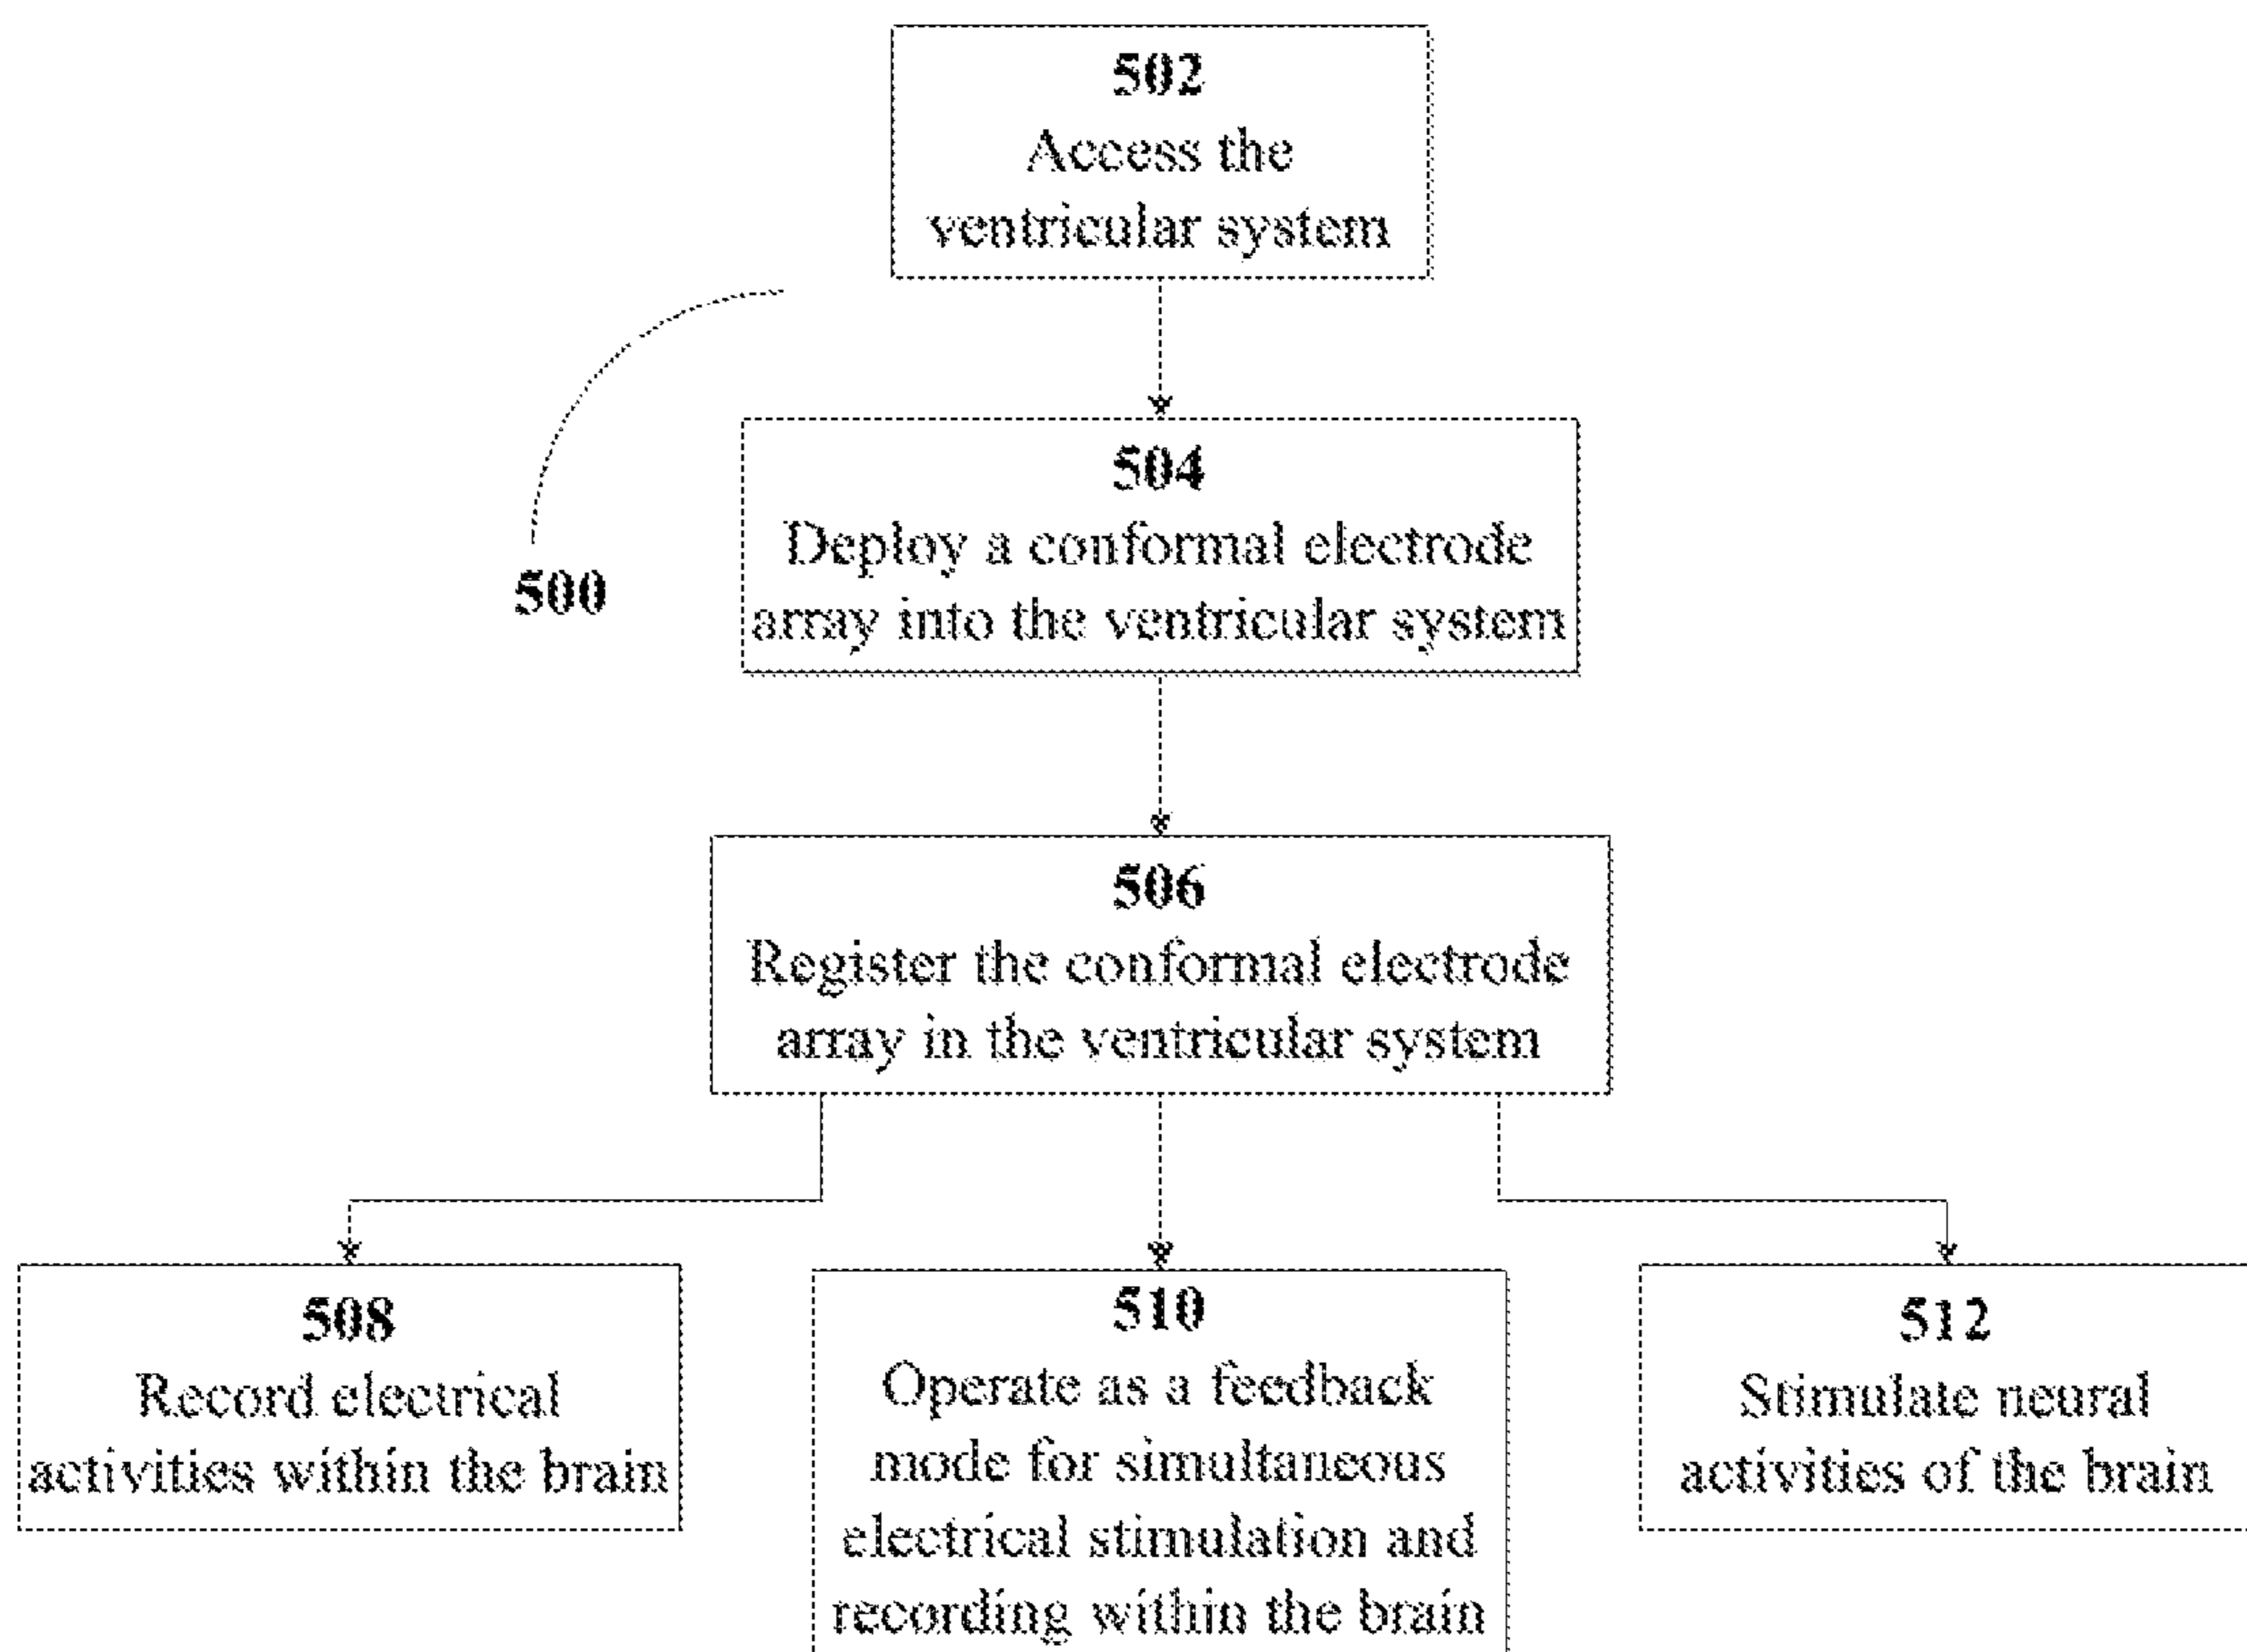 502
Access the
ventricular system
504
Deploy a conformal electrode
array into the ventricular system
500
506
Register the conformal electrode
array in the ventricular system
508
Record electrical
activities within the brain
510
Operate as a feedback
mode for simultaneous
electrical stimulation and
recording within the brain
512
Stimulate neural
activities of the brain